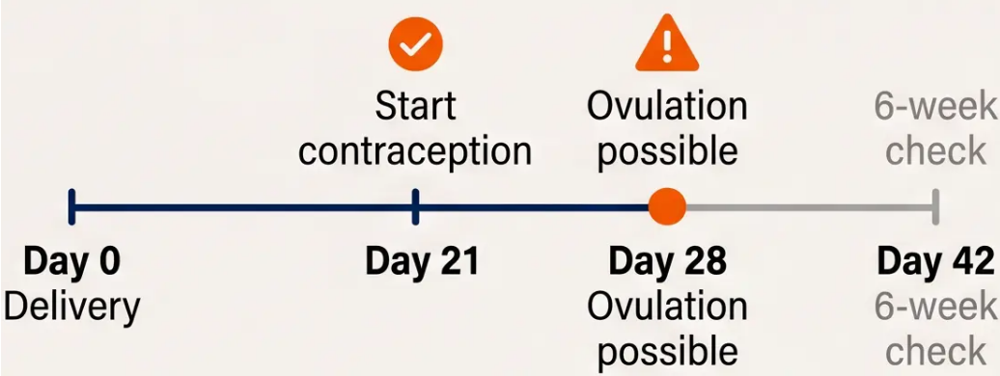 Start
contraception
Ovulation
possible
6-week
check
Day 0
Delivery
Day 21
Day 28
Ovulation
possible
Day 42
6-week
check